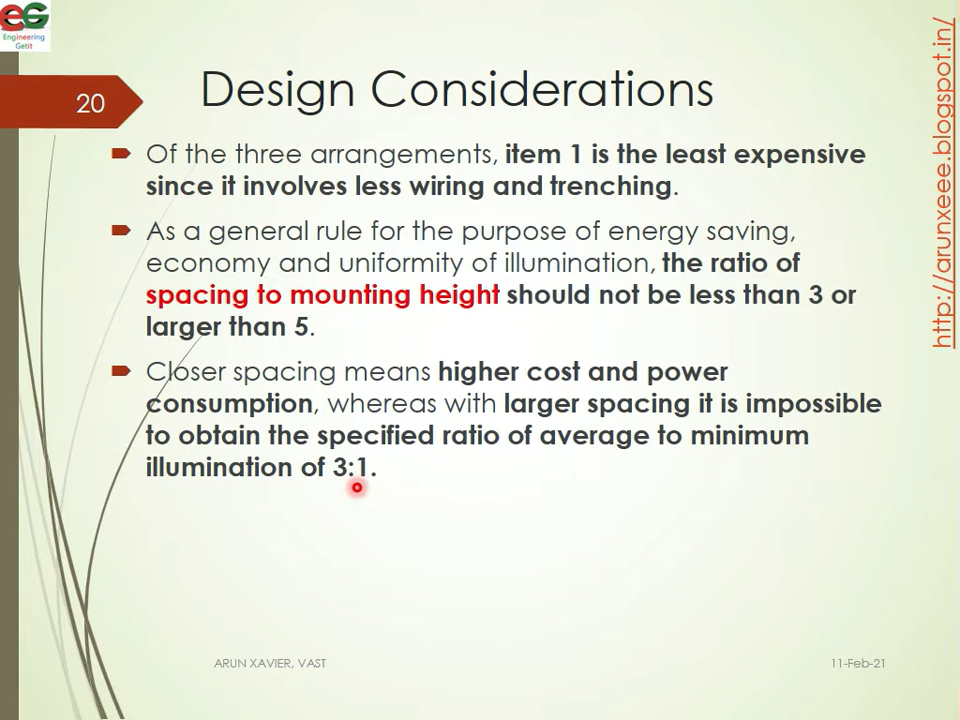 EG
Engineering
Getit
20
Design Considerations
Of the three arrangements, item 1 is the least expensive
since it involves less wiring and trenching.
As a general rule for the purpose of energy saving,
economy and uniformity of illumination, the ratio of
spacing to mounting height should not be less than 3 or
larger than 5.
Closer spacing means higher cost and power
consumption, whereas with larger spacing it is impossible
to obtain the specified ratio of average to minimum
illumination of 3:1.
http://arunxeee.blogspot.in/
ARUN XAVIER, VAST
11-Feb-21